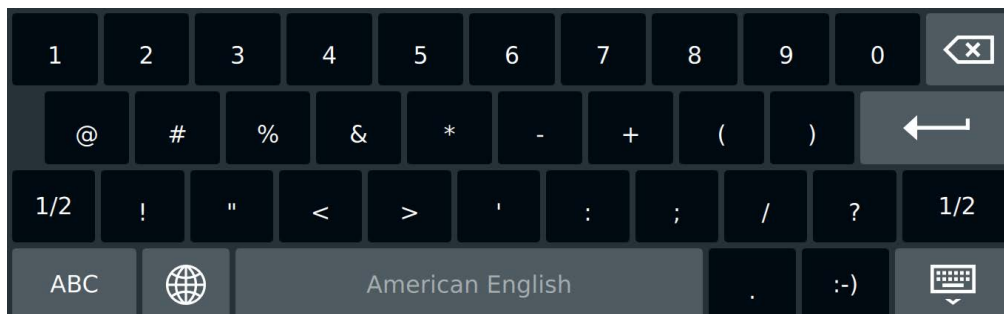 1 2 3 4 5 6 7 8 9 0
@ # % & * - + ( )
1/2 ! " < > ' : ; / ? 1/2
ABC American English . :-)